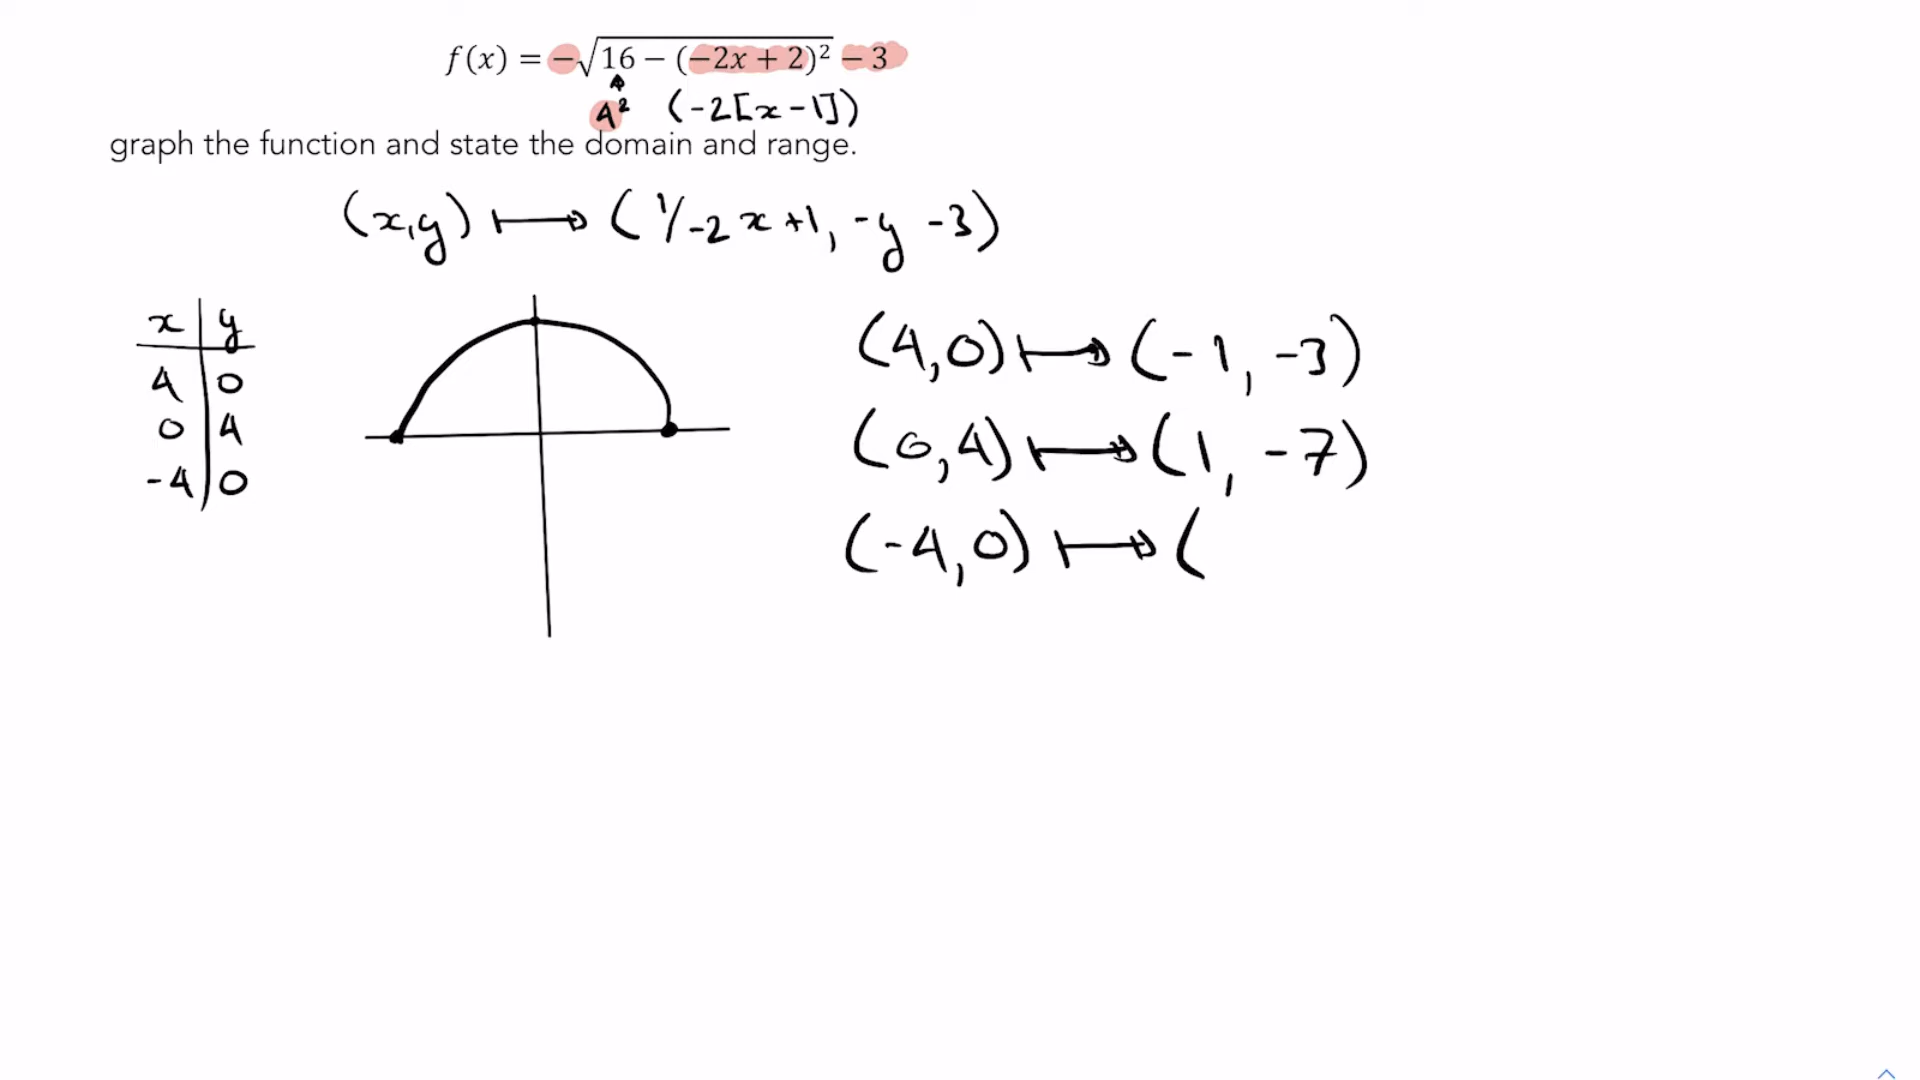 f(x) = −√16 − (−2x + 2)² − 3
4² (-2[x-1])
graph the function and state the domain and range.
(x,y) ↦ (1/-2 x +1, -y -3)
x y
4 0
0 4
-4 0
(4,0) ↦ (-1, -3)
(0,4) ↦ (1, -7)
(-4,0) ↦ (